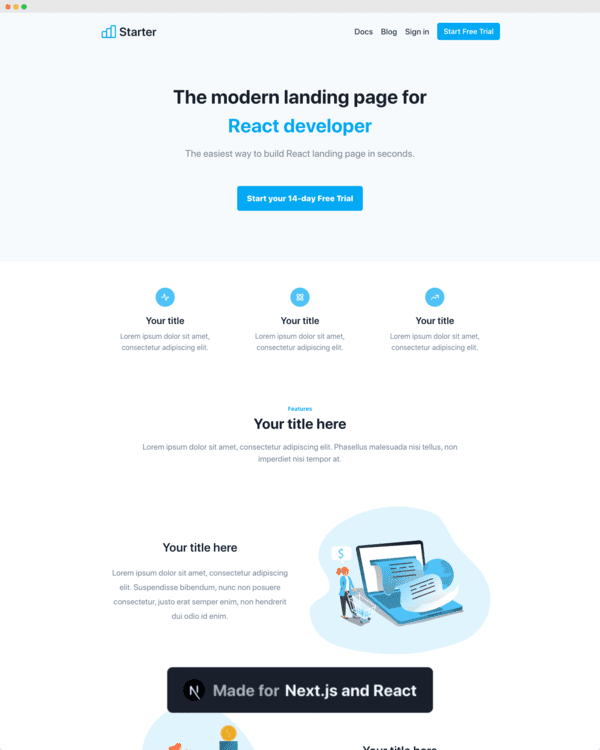 Starter
Docs Blog Sign in Start Free Trial
The modern landing page for
React developer
The easiest way to build React landing page in seconds.
Start your 14-day Free Trial
Your title
Lorem ipsum dolor sit amet,
consectetur adipiscing elit.
Your title
Lorem ipsum dolor sit amet,
consectetur adipiscing elit.
Your title
Lorem ipsum dolor sit amet,
consectetur adipiscing elit.
Features
Your title here
Lorem ipsum dolor sit amet, consectetur adipiscing elit. Phasellus malesuada nisi tellus, non
imperdiet nisi tempor at.
Your title here
Lorem ipsum dolor sit amet, consectetur adipiscing
elit. Suspendisse bibendum, nunc non posuere
consectetur, justo erat semper enim, non hendrerit
dui odio id enim.
$
N Made for Next.js and React
Your title here